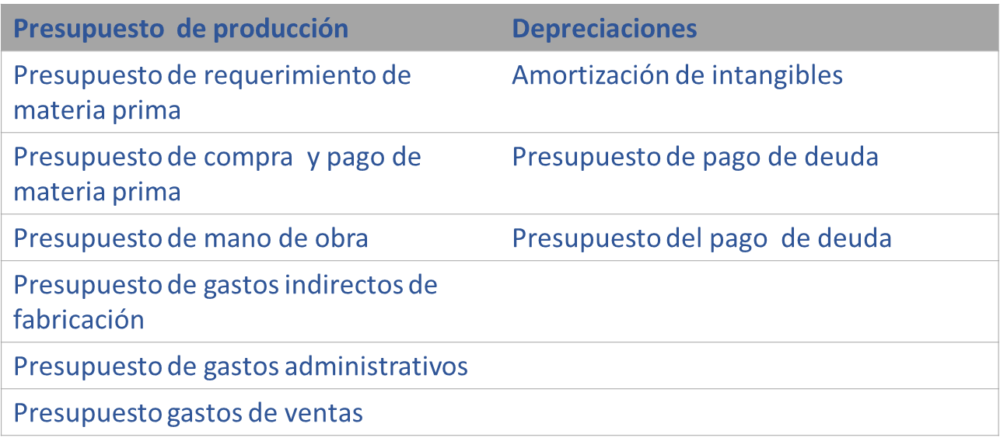 Presupuesto de producción
Depreciaciones
Presupuesto de requerimiento de
materia prima
Amortización de intangibles
Presupuesto de compra y pago de
materia prima
Presupuesto de pago de deuda
Presupuesto de mano de obra
Presupuesto del pago de deuda
Presupuesto de gastos indirectos de
fabricación
Presupuesto de gastos administrativos
Presupuesto gastos de ventas